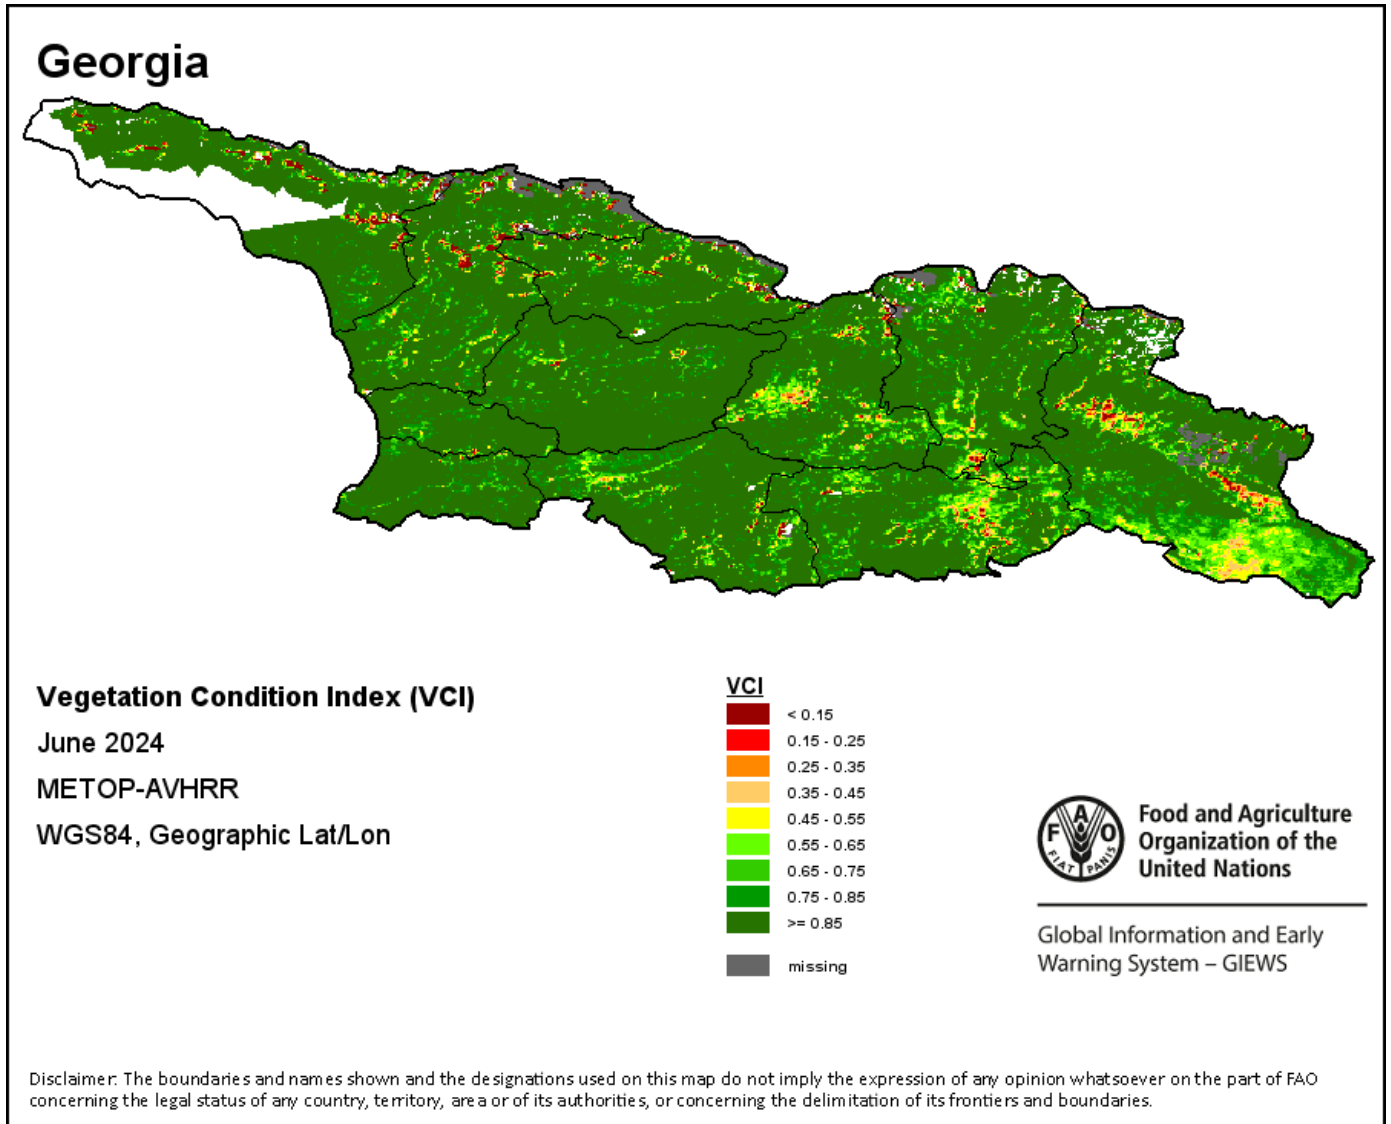 Georgia
Vegetation Condition Index (VCI)
June 2024
METOP-AVHRR
WGS84, Geographic Lat/Lon
VCI
< 0.15
0.15 - 0.25
0.25 - 0.35
0.35 - 0.45
0.45 - 0.55
0.55 - 0.65
0.65 - 0.75
0.75 - 0.85
>= 0.85
missing
F A O
FIAT PANIS
Food and Agriculture
Organization of the
United Nations
Global Information and Early
Warning System – GIEWS
Disclaimer: The boundaries and names shown and the designations used on this map do not imply the expression of any opinion whatsoever on the part of FAO
concerning the legal status of any country, territory, area or of its authorities, or concerning the delimitation of its frontiers and boundaries.